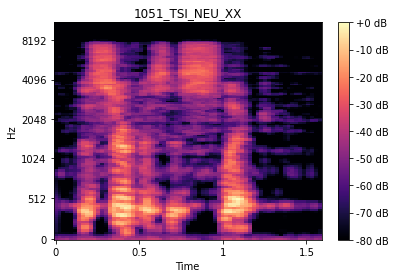 1051_TSI_NEU_XX
Hz
8192
4096
2048
1024
512
0
0
0.5
1
1.5
Time
+0 dB
-10 dB
-20 dB
-30 dB
-40 dB
-50 dB
-60 dB
-70 dB
-80 dB